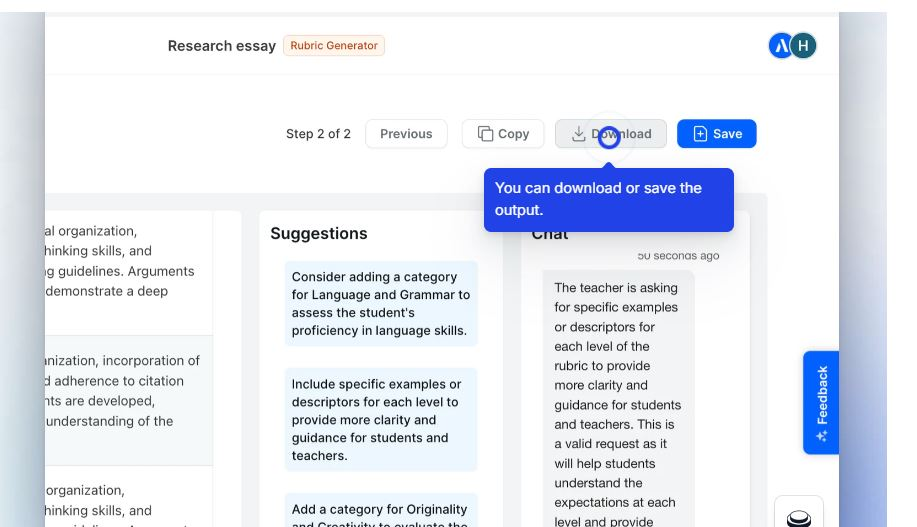 Research essay
Rubric Generator
H
Step 2 of 2
Previous
Copy
Download
Save
You can download or save the
output.
al organization,
hinking skills, and
g guidelines. Arguments
demonstrate a deep
nization, incorporation of
d adherence to citation
nts are developed,
understanding of the
organization,
hinking skills, and
Suggestions
Consider adding a category
for Language and Grammar to
assess the student's
proficiency in language skills.
Include specific examples or
descriptors for each level to
provide more clarity and
guidance for students and
teachers.
Add a category for Originality
and Creativity to evaluate the
Chat
50 seconds ago
The teacher is asking
for specific examples
or descriptors for
each level of the
rubric to provide
more clarity and
guidance for students
and teachers. This is
a valid request as it
will help students
understand the
expectations at each
level and provide
Feedback